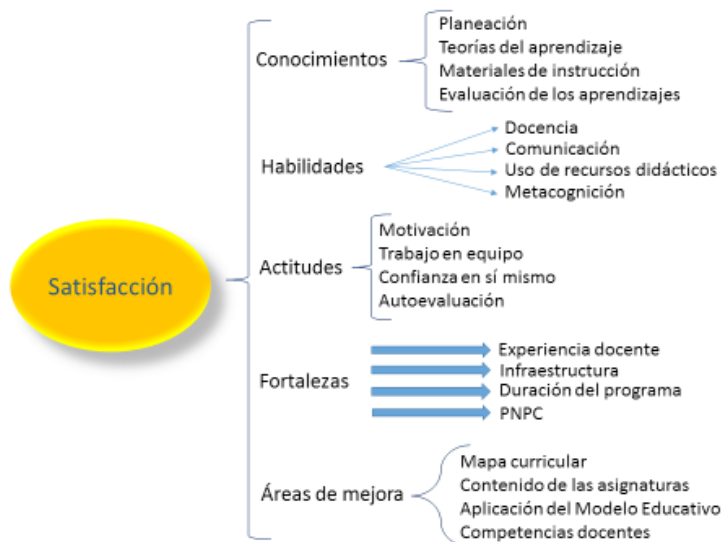 Satisfacción
Conocimientos
Planeación
Teorías del aprendizaje
Materiales de instrucción
Evaluación de los aprendizajes
Habilidades
Docencia
Comunicación
Uso de recursos didácticos
Metacognición
Actitudes
Motivación
Trabajo en equipo
Confianza en sí mismo
Autoevaluación
Fortalezas
Experiencia docente
Infraestructura
Duración del programa
PNPC
Áreas de mejora
Mapa curricular
Contenido de las asignaturas
Aplicación del Modelo Educativo
Competencias docentes